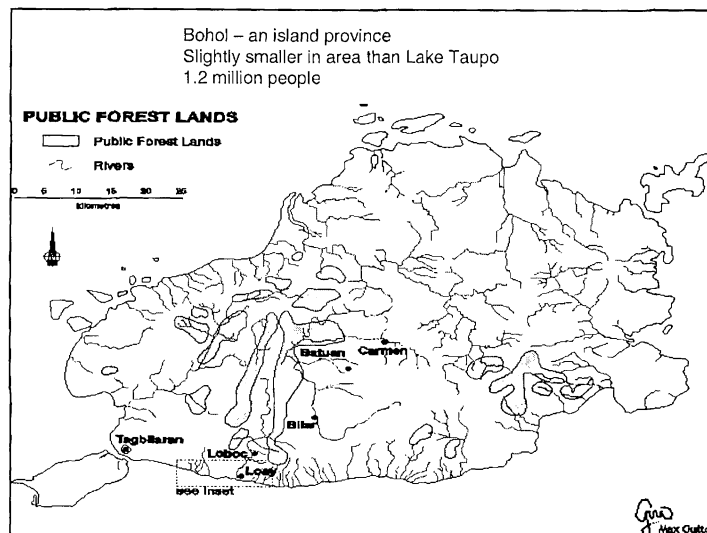 Bohol – an island province
Slightly smaller in area than Lake Taupo
1.2 million people
PUBLIC FOREST LANDS
Public Forest Lands
Rivers
0 5 10 15 20 25
kilometres
Batuan Carmen
Bilar
Tagbilaran
Loboc
Loay
see Inset
Max